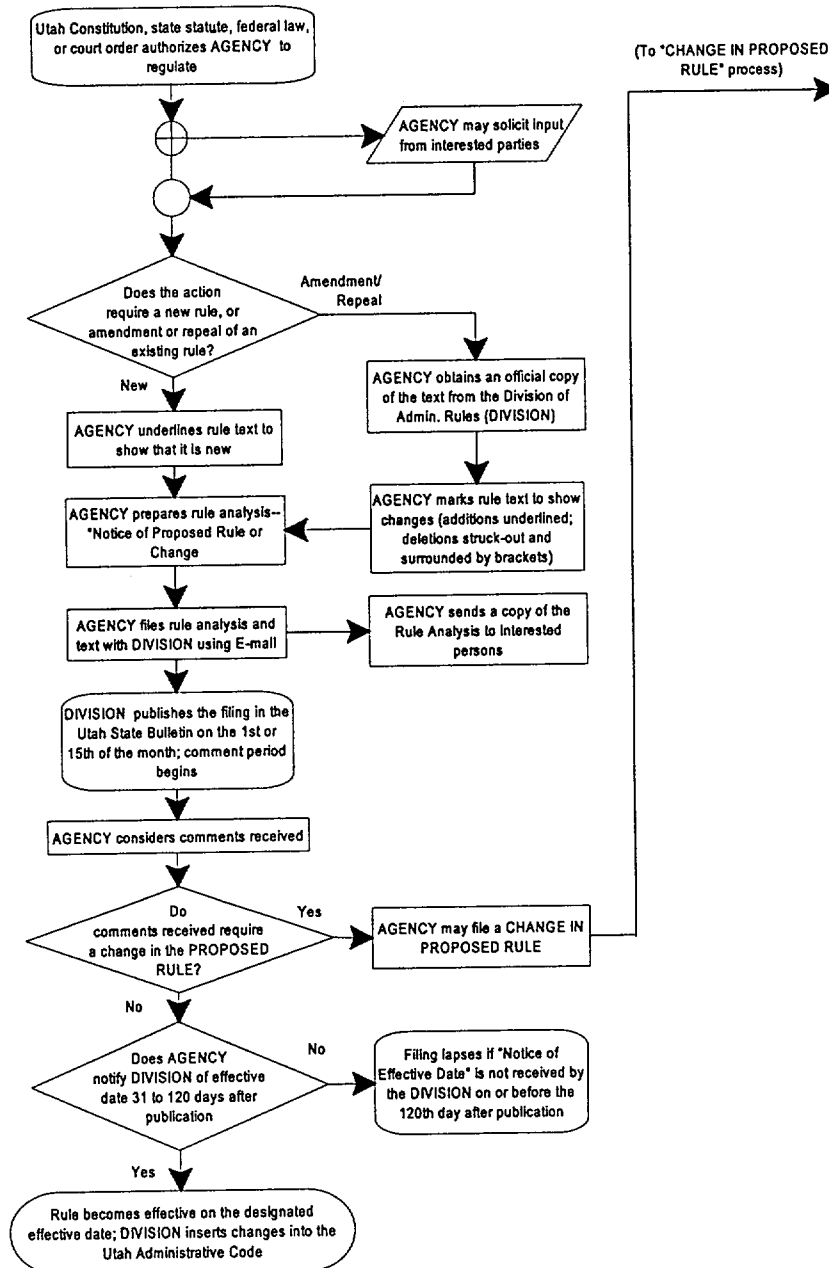 Utah Constitution, state statute, federal law,
or court order authorizes AGENCY to
regulate
(To "CHANGE IN PROPOSED
RULE" process)
AGENCY may solicit input
from interested parties
Does the action
require a new rule, or
amendment or repeal of an
existing rule?
Amendment/
Repeal
New
AGENCY obtains an official copy
of the text from the Division of
Admin. Rules (DIVISION)
AGENCY underlines rule text to
show that it is new
AGENCY marks rule text to show
changes (additions underlined;
deletions struck-out and
surrounded by brackets)
AGENCY prepares rule analysis--
"Notice of Proposed Rule or
Change
AGENCY files rule analysis and
text with DIVISION using E-mail
AGENCY sends a copy of the
Rule Analysis to Interested
persons
DIVISION publishes the filing in the
Utah State Bulletin on the 1st or
15th of the month; comment period
begins
AGENCY considers comments received
Do
comments received require
a change in the PROPOSED
RULE?
Yes
AGENCY may file a CHANGE IN
PROPOSED RULE
No
Does AGENCY
notify DIVISION of effective
date 31 to 120 days after
publication
No
Filing lapses if "Notice of
Effective Date" is not received by
the DIVISION on or before the
120th day after publication
Yes
Rule becomes effective on the designated
effective date; DIVISION inserts changes into the
Utah Administrative Code